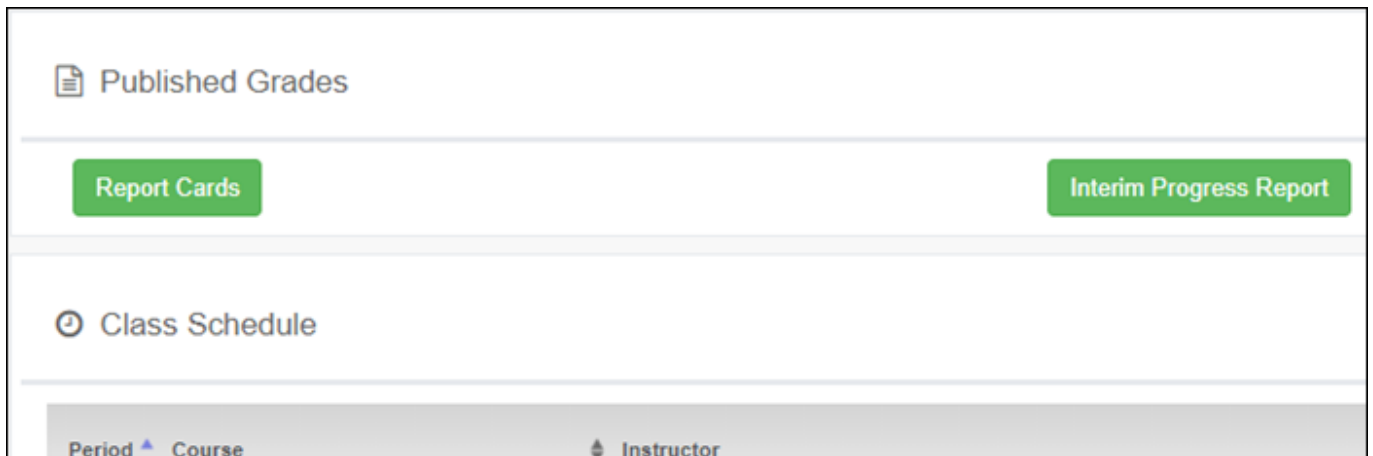 Published Grades
Report Cards Interim Progress Report
Class Schedule
Period Course Instructor